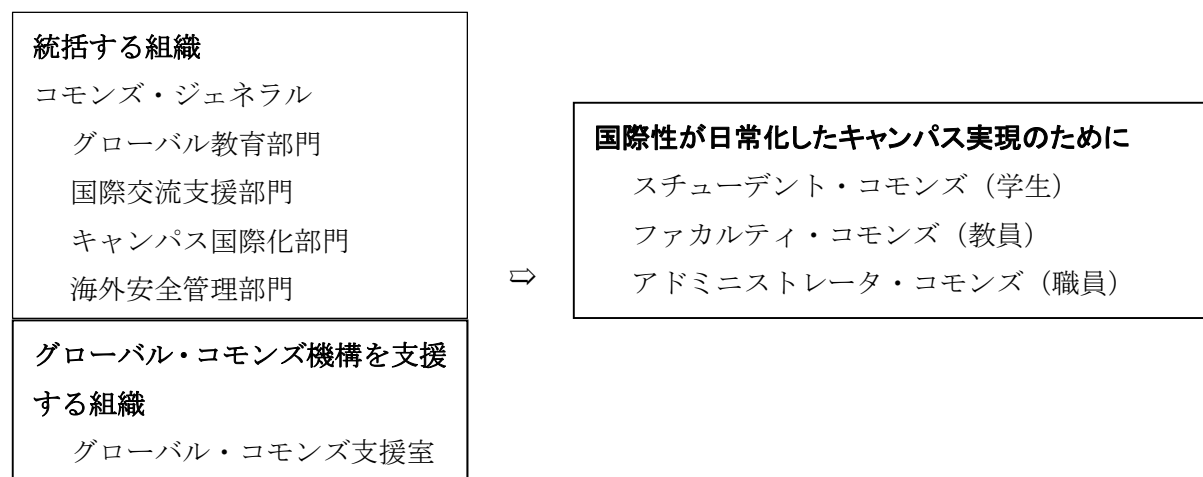 統括する組織
コモンズ・ジェネラル
グローバル教育部門
国際交流支援部門
キャンパス国際化部門
海外安全管理部門
グローバル・コモンズ機構を支援
する組織
グローバル・コモンズ支援室
⇨
国際性が日常化したキャンパス実現のために
スチューデント・コモンズ（学生）
ファカルティ・コモンズ（教員）
アドミニストレータ・コモンズ（職員）